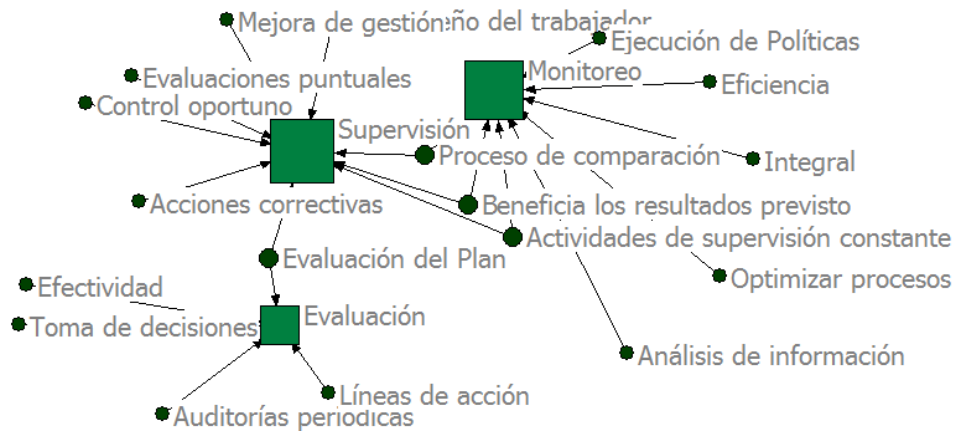 Mejora de gestión
ño del trabajador
Ejecución de Políticas
Monitoreo
Evaluaciones puntuales
Eficiencia
Control oportuno
Supervisión
Proceso de comparación
Integral
Acciones correctivas
Beneficia los resultados previsto
Actividades de supervisión constante
Evaluación del Plan
Optimizar procesos
Efectividad
Evaluación
Toma de decisiones
Análisis de información
Líneas de acción
Auditorías periódicas